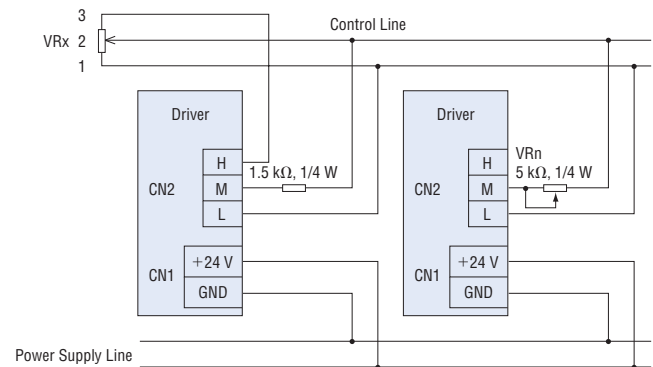 3
Control Line
VRx 2
1
Driver
Driver
H
1.5 kΩ, 1/4 W
CN2
M
L
+24 V
CN1
GND
H
VRn
5 kΩ, 1/4 W
CN2
M
L
+24 V
CN1
GND
Power Supply Line